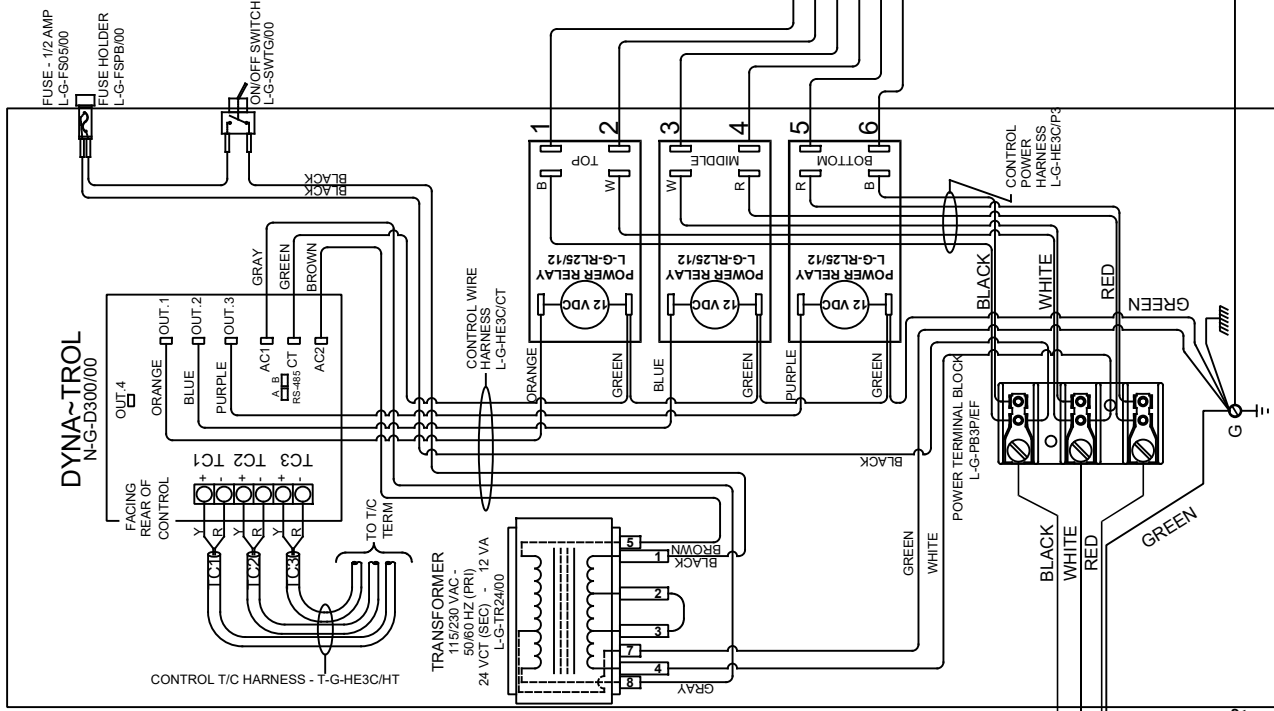 FUSE - 1/2 AMP
L-G-FS05/00
FUSE HOLDER
L-G-FSPB/00
ON/OFF SWITCH
L-G-SWTG/00
BLACK
BLACK
DYNA~TROL
N-G-D300/00
OUT.4
OUT.1
OUT.2
OUT.3
ORANGE
BLUE
PURPLE
GRAY
GREEN
BROWN
AC1
CT
AC2
A B
RS-485
TC1 TC2 TC3
+ - + - + -
FACING
REAR OF
CONTROL
Y R Y R Y R
C1 C2 C3
TO T/C
TERM
CONTROL T/C HARNESS - T-G-HE3C/HT
CONTROL WIRE
HARNESS
L-G-HE3C/CT
1 2 3 4 5 6
TOP
MIDDLE
BOTTOM
B W W R R B
POWER RELAY
L-G-RL25/12
POWER RELAY
L-G-RL25/12
POWER RELAY
L-G-RL25/12
12 VDC
12 VDC
12 VDC
ORANGE
GREEN
BLUE
GREEN
PURPLE
GREEN
CONTROL
POWER
HARNESS
L-G-HE3C/P3
BLACK
WHITE
RED
GREEN
BLACK
POWER TERMINAL BLOCK
L-G-PB3P/EF
G
GREEN
WHITE
BLACK
WHITE
RED
GREEN
TRANSFORMER
115/230 VAC -
50/60 HZ (PRI)
24 VCT (SEC) - 12 VA
L-G-TR24/00
5
BROWN
1
BLACK
2
3
7
4
8
GRAY